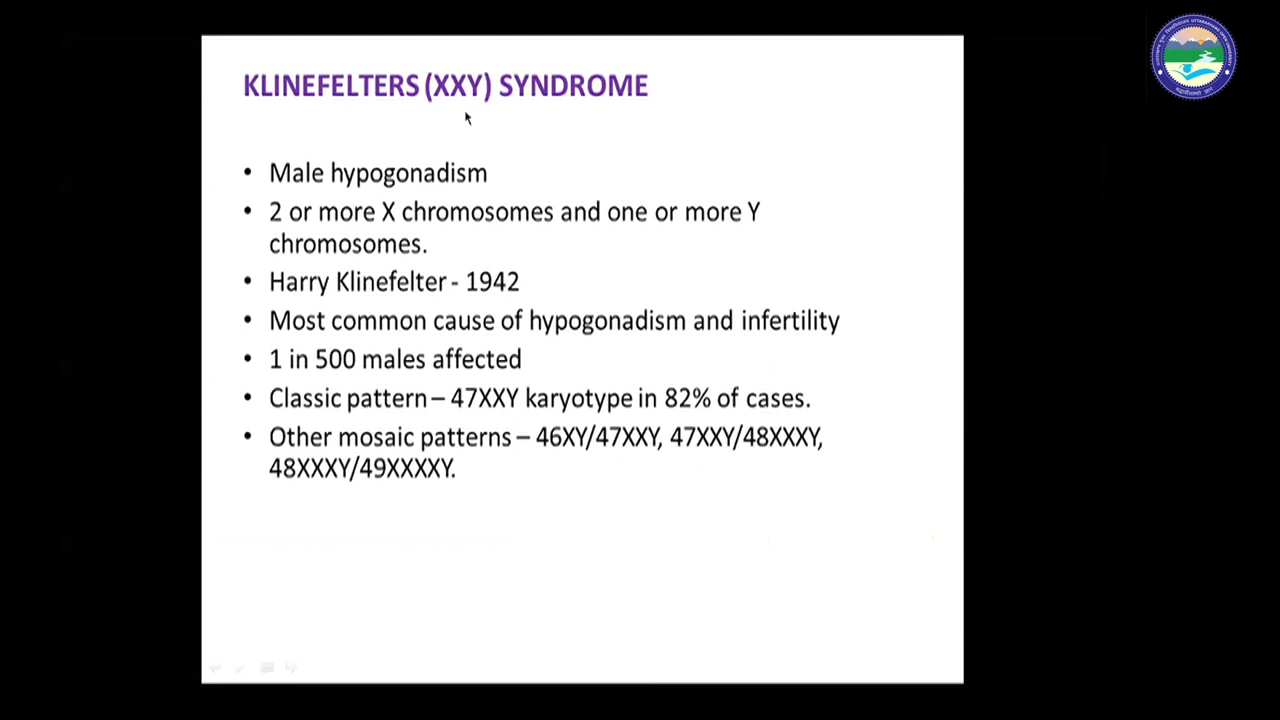 KLINEFELTERS (XXY) SYNDROME
• Male hypogonadism
• 2 or more X chromosomes and one or more Y
chromosomes.
• Harry Klinefelter - 1942
• Most common cause of hypogonadism and infertility
• 1 in 500 males affected
• Classic pattern – 47XXY karyotype in 82% of cases.
• Other mosaic patterns – 46XY/47XXY, 47XXY/48XXXY,
48XXXY/49XXXXY.